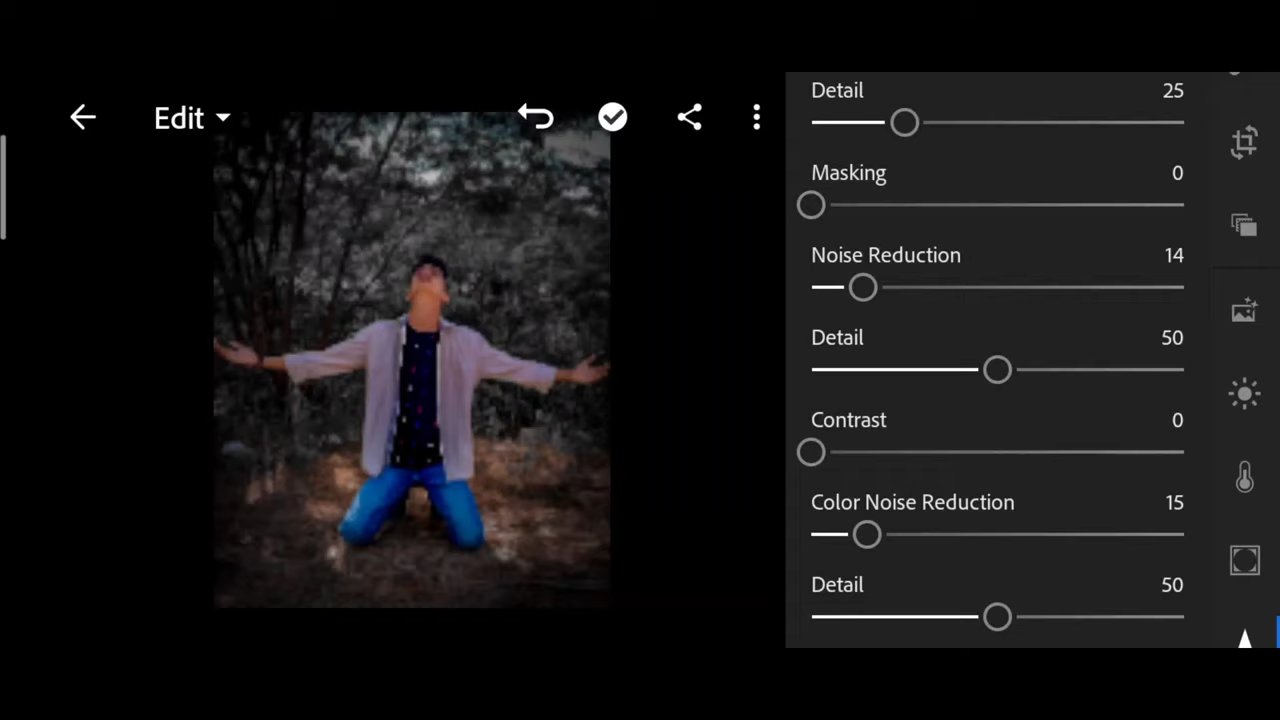 Edit
Detail 25
Masking 0
Noise Reduction 14
Detail 50
Contrast 0
Color Noise Reduction 15
Detail 50